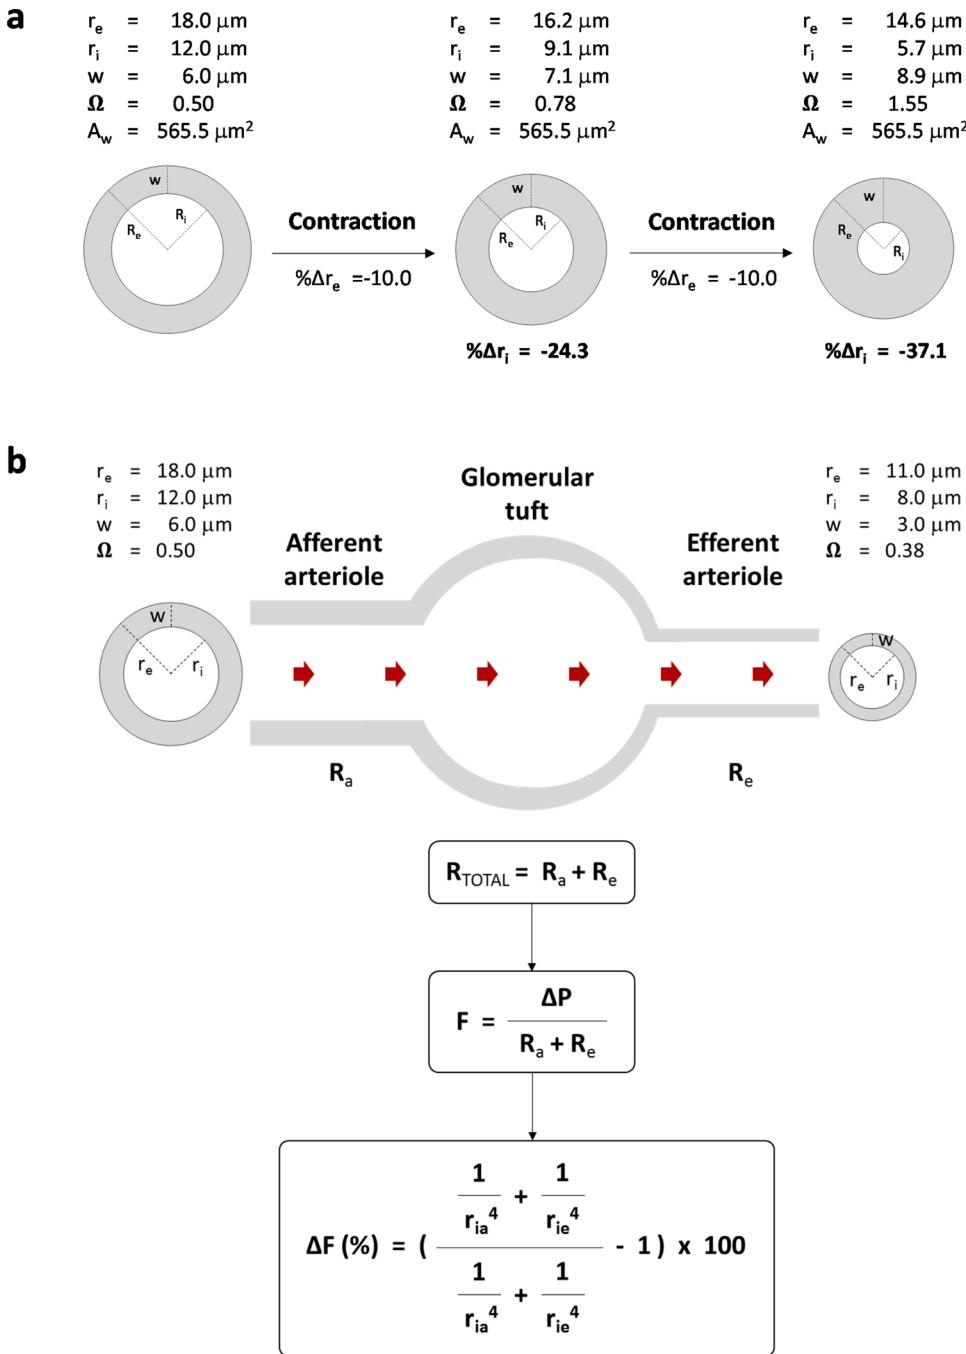 a
rₑ = 18.0 μm
rᵢ = 12.0 μm
w = 6.0 μm
Ω = 0.50
A_w = 565.5 μm²
w
Rᵢ
Rₑ
Contraction
%Δrₑ =-10.0
rₑ = 16.2 μm
rᵢ = 9.1 μm
w = 7.1 μm
Ω = 0.78
A_w = 565.5 μm²
w
Rᵢ
Rₑ
%Δrᵢ = -24.3
Contraction
%Δrₑ = -10.0
rₑ = 14.6 μm
rᵢ = 5.7 μm
w = 8.9 μm
Ω = 1.55
A_w = 565.5 μm²
w
Rₑ
Rᵢ
%Δrᵢ = -37.1
b
rₑ = 18.0 μm
rᵢ = 12.0 μm
w = 6.0 μm
Ω = 0.50
w
rₑ rᵢ
Afferent
arteriole
Rₐ
Glomerular
tuft
Efferent
arteriole
Rₑ
rₑ = 11.0 μm
rᵢ = 8.0 μm
w = 3.0 μm
Ω = 0.38
w
rₑ rᵢ
R_TOTAL = Rₐ + Rₑ
F = ΔP / Rₐ + Rₑ
ΔF (%) = ( (1/r_ia⁴ + 1/r_ie⁴) / (1/r_ia⁴ + 1/r_ie⁴) - 1 ) x 100